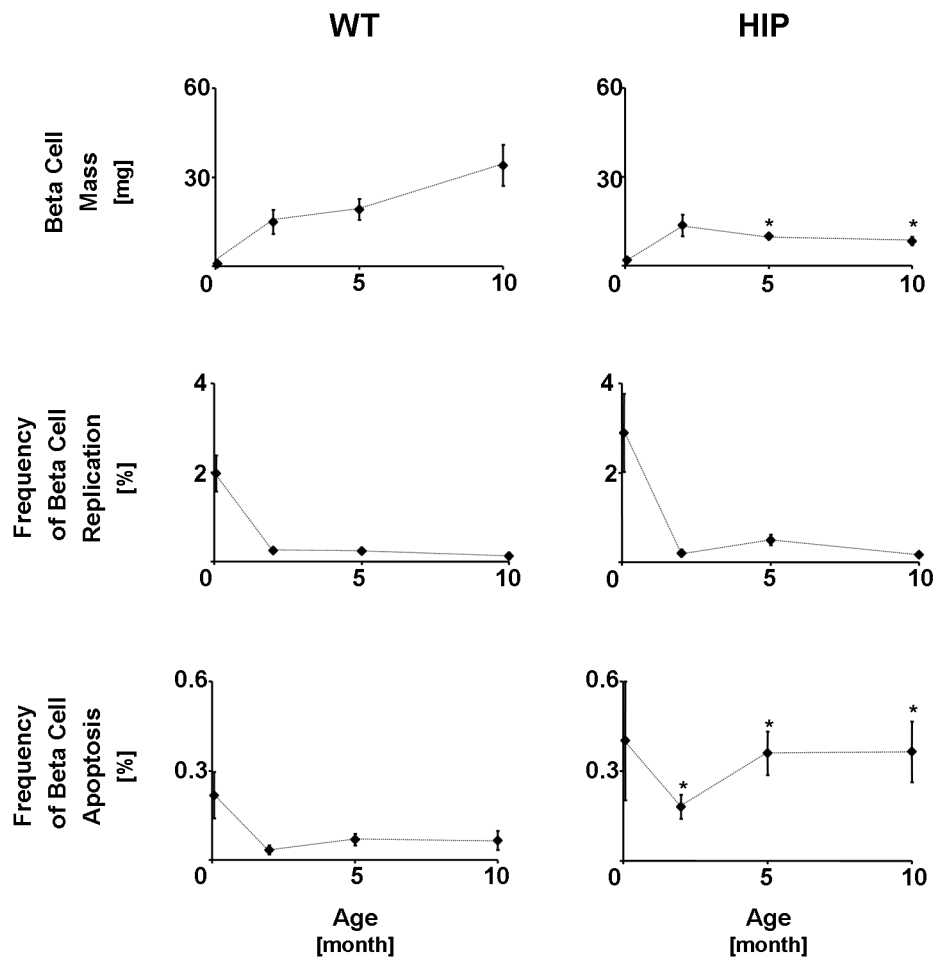 WT
HIP
Beta Cell
Mass
[mg]
60
30
0
5
10
60
30
*
*
0
5
10
Frequency
of Beta Cell
Replication
[%]
4
2
0
5
10
4
2
0
5
10
Frequency
of Beta Cell
Apoptosis
[%]
0.6
0.3
0
5
10
0.6
0.3
*
*
*
0
5
10
Age
[month]
Age
[month]